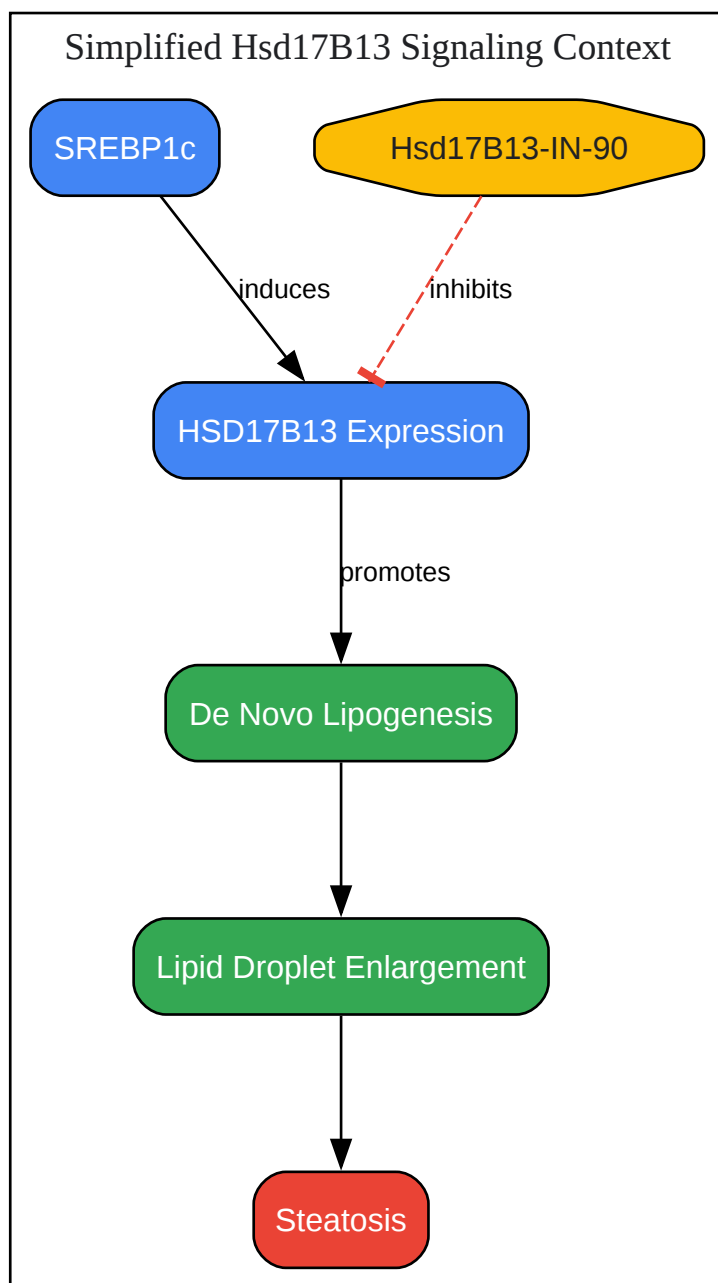 Simplified Hsd17B13 Signaling Context
SREBP1c
Hsd17B13-IN-90
induces
inhibits
HSD17B13 Expression
promotes
De Novo Lipogenesis
Lipid Droplet Enlargement
Steatosis